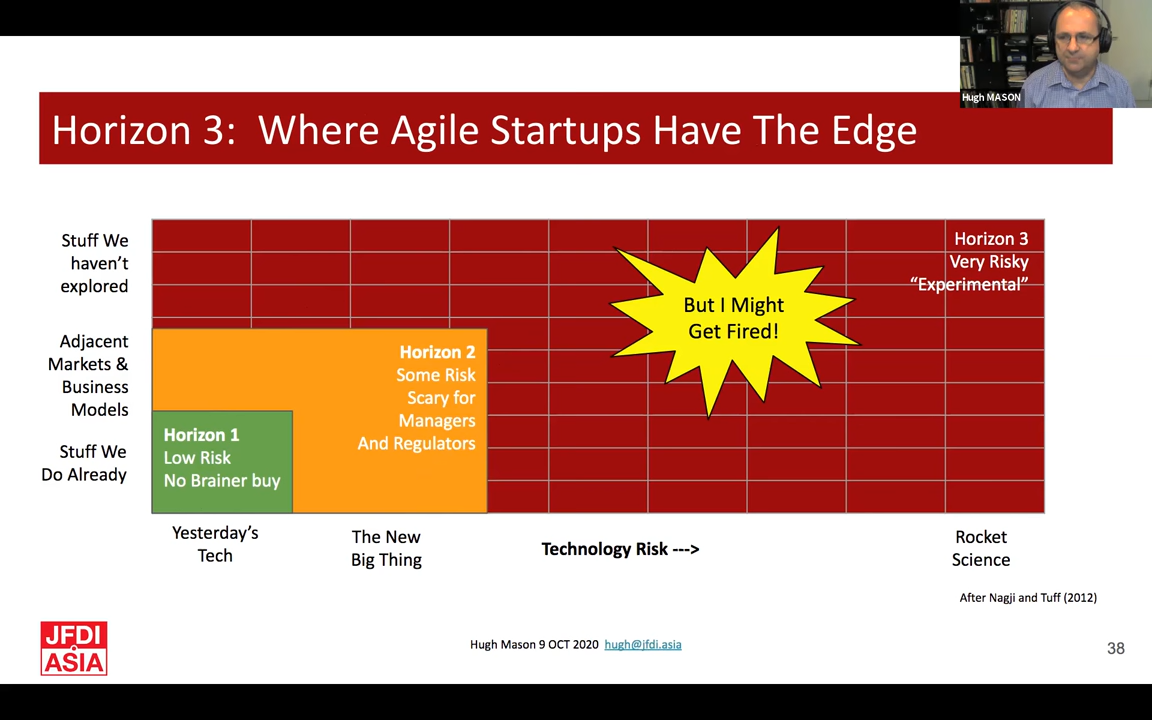 Hugh MASON
Horizon 3: Where Agile Startups Have The Edge
Stuff We
haven’t
explored
Adjacent
Markets &
Business
Models
Stuff We
Do Already
Horizon 3
Very Risky
“Experimental”
But I Might
Get Fired!
Horizon 2
Some Risk
Scary for
Managers
And Regulators
Horizon 1
Low Risk
No Brainer buy
Yesterday’s
Tech
The New
Big Thing
Technology Risk --->
Rocket
Science
After Nagji and Tuff (2012)
JFDI
ASIA
Hugh Mason 9 OCT 2020 hugh@jfdi.asia
38